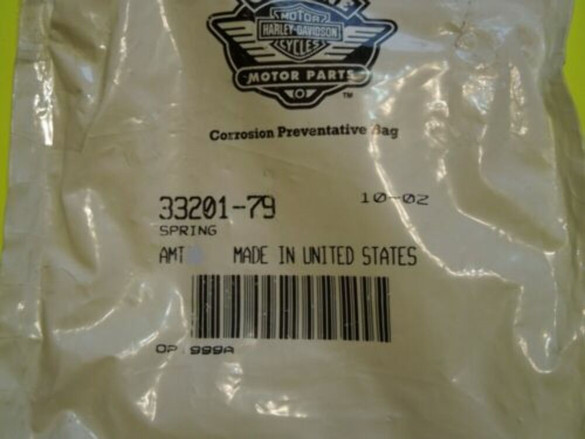 MOTOR
HARLEY-DAVIDSON
CYCLES
MOTOR PARTS
TM
Corrosion Preventative Bag
33201-79 10-02
SPRING
AMT MADE IN UNITED STATES
OP 999A